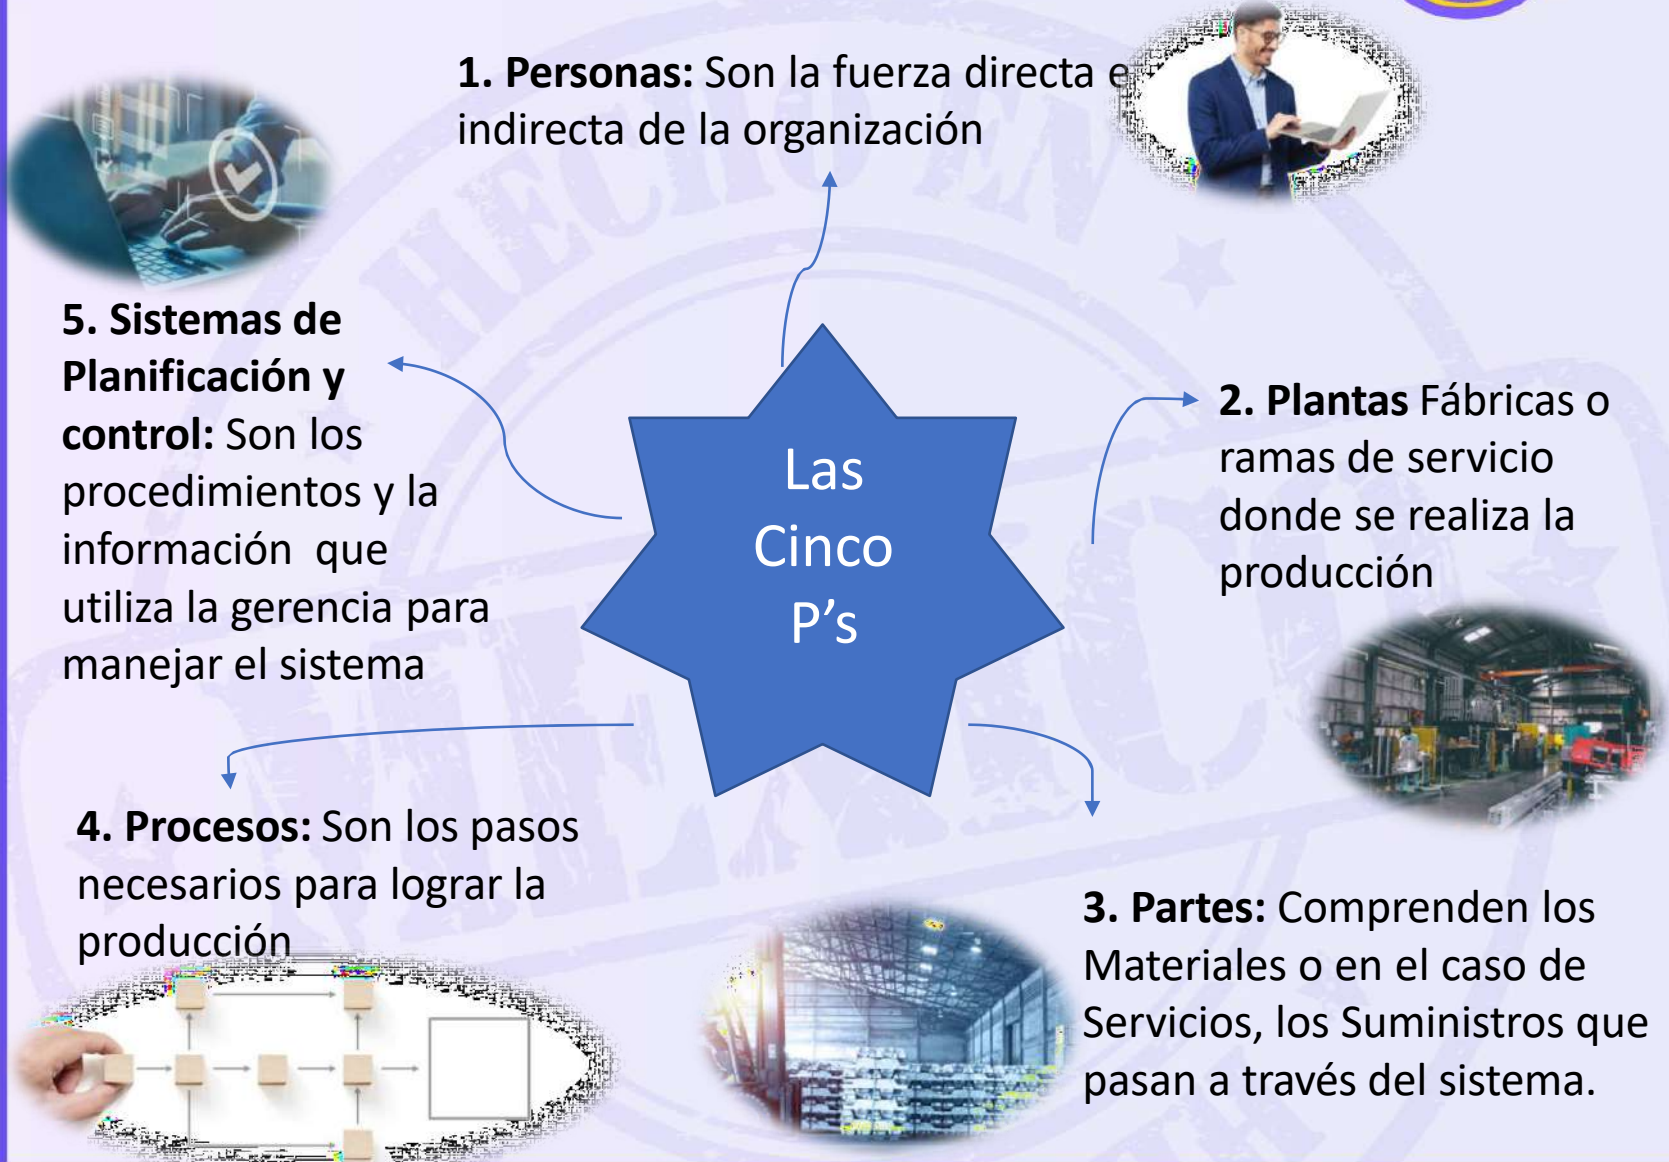 1. Personas: Son la fuerza directa e
indirecta de la organización
2. Plantas Fábricas o
ramas de servicio
donde se realiza la
producción
3. Partes: Comprenden los
Materiales o en el caso de
Servicios, los Suministros que
pasan a través del sistema.
4. Procesos: Son los pasos
necesarios para lograr la
producción
5. Sistemas de
Planificación y
control: Son los
procedimientos y la
información que
utiliza la gerencia para
manejar el sistema
Las
Cinco
P’s
HECHO EN
MEXICO